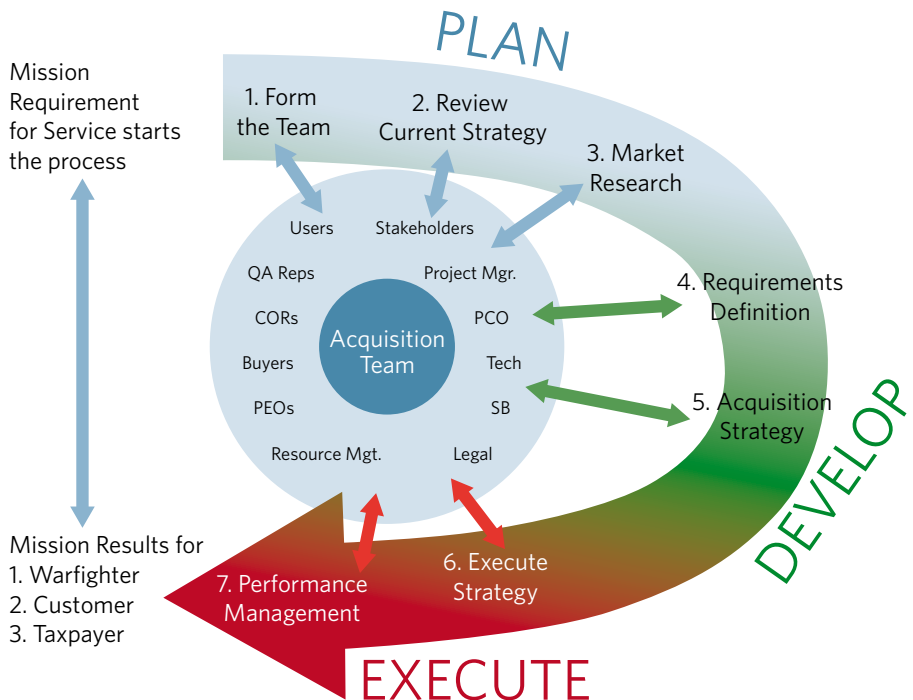 PLAN
Mission
Requirement
for Service starts
the process
1. Form
the Team
2. Review
Current Strategy
3. Market
Research
Users
Stakeholders
QA Reps
Project Mgr.
4. Requirements
Definition
CORs
PCO
Acquisition
Team
Buyers
Tech
PEOs
SB
5. Acquisition
Strategy
Resource Mgt.
Legal
DEVELOP
Mission Results for
1. Warfighter
2. Customer
3. Taxpayer
6. Execute
Strategy
7. Performance
Management
EXECUTE